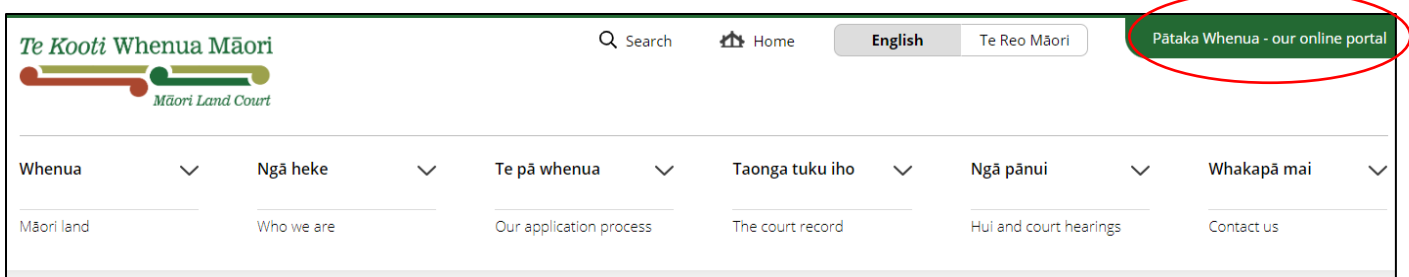 Te Kooti Whenua Māori
Māori Land Court
Search
Home
English
Te Reo Māori
Pātaka Whenua - our online portal
Whenua
Ngā heke
Te pā whenua
Taonga tuku iho
Ngā pānui
Whakapā mai
Māori land
Who we are
Our application process
The court record
Hui and court hearings
Contact us